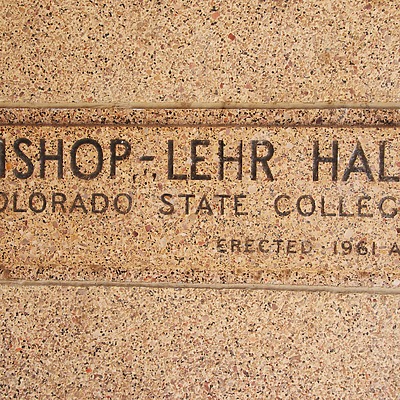 ISHOP-LEHR HAL
OLORADO STATE COLLEG
ERECTED 1961 A